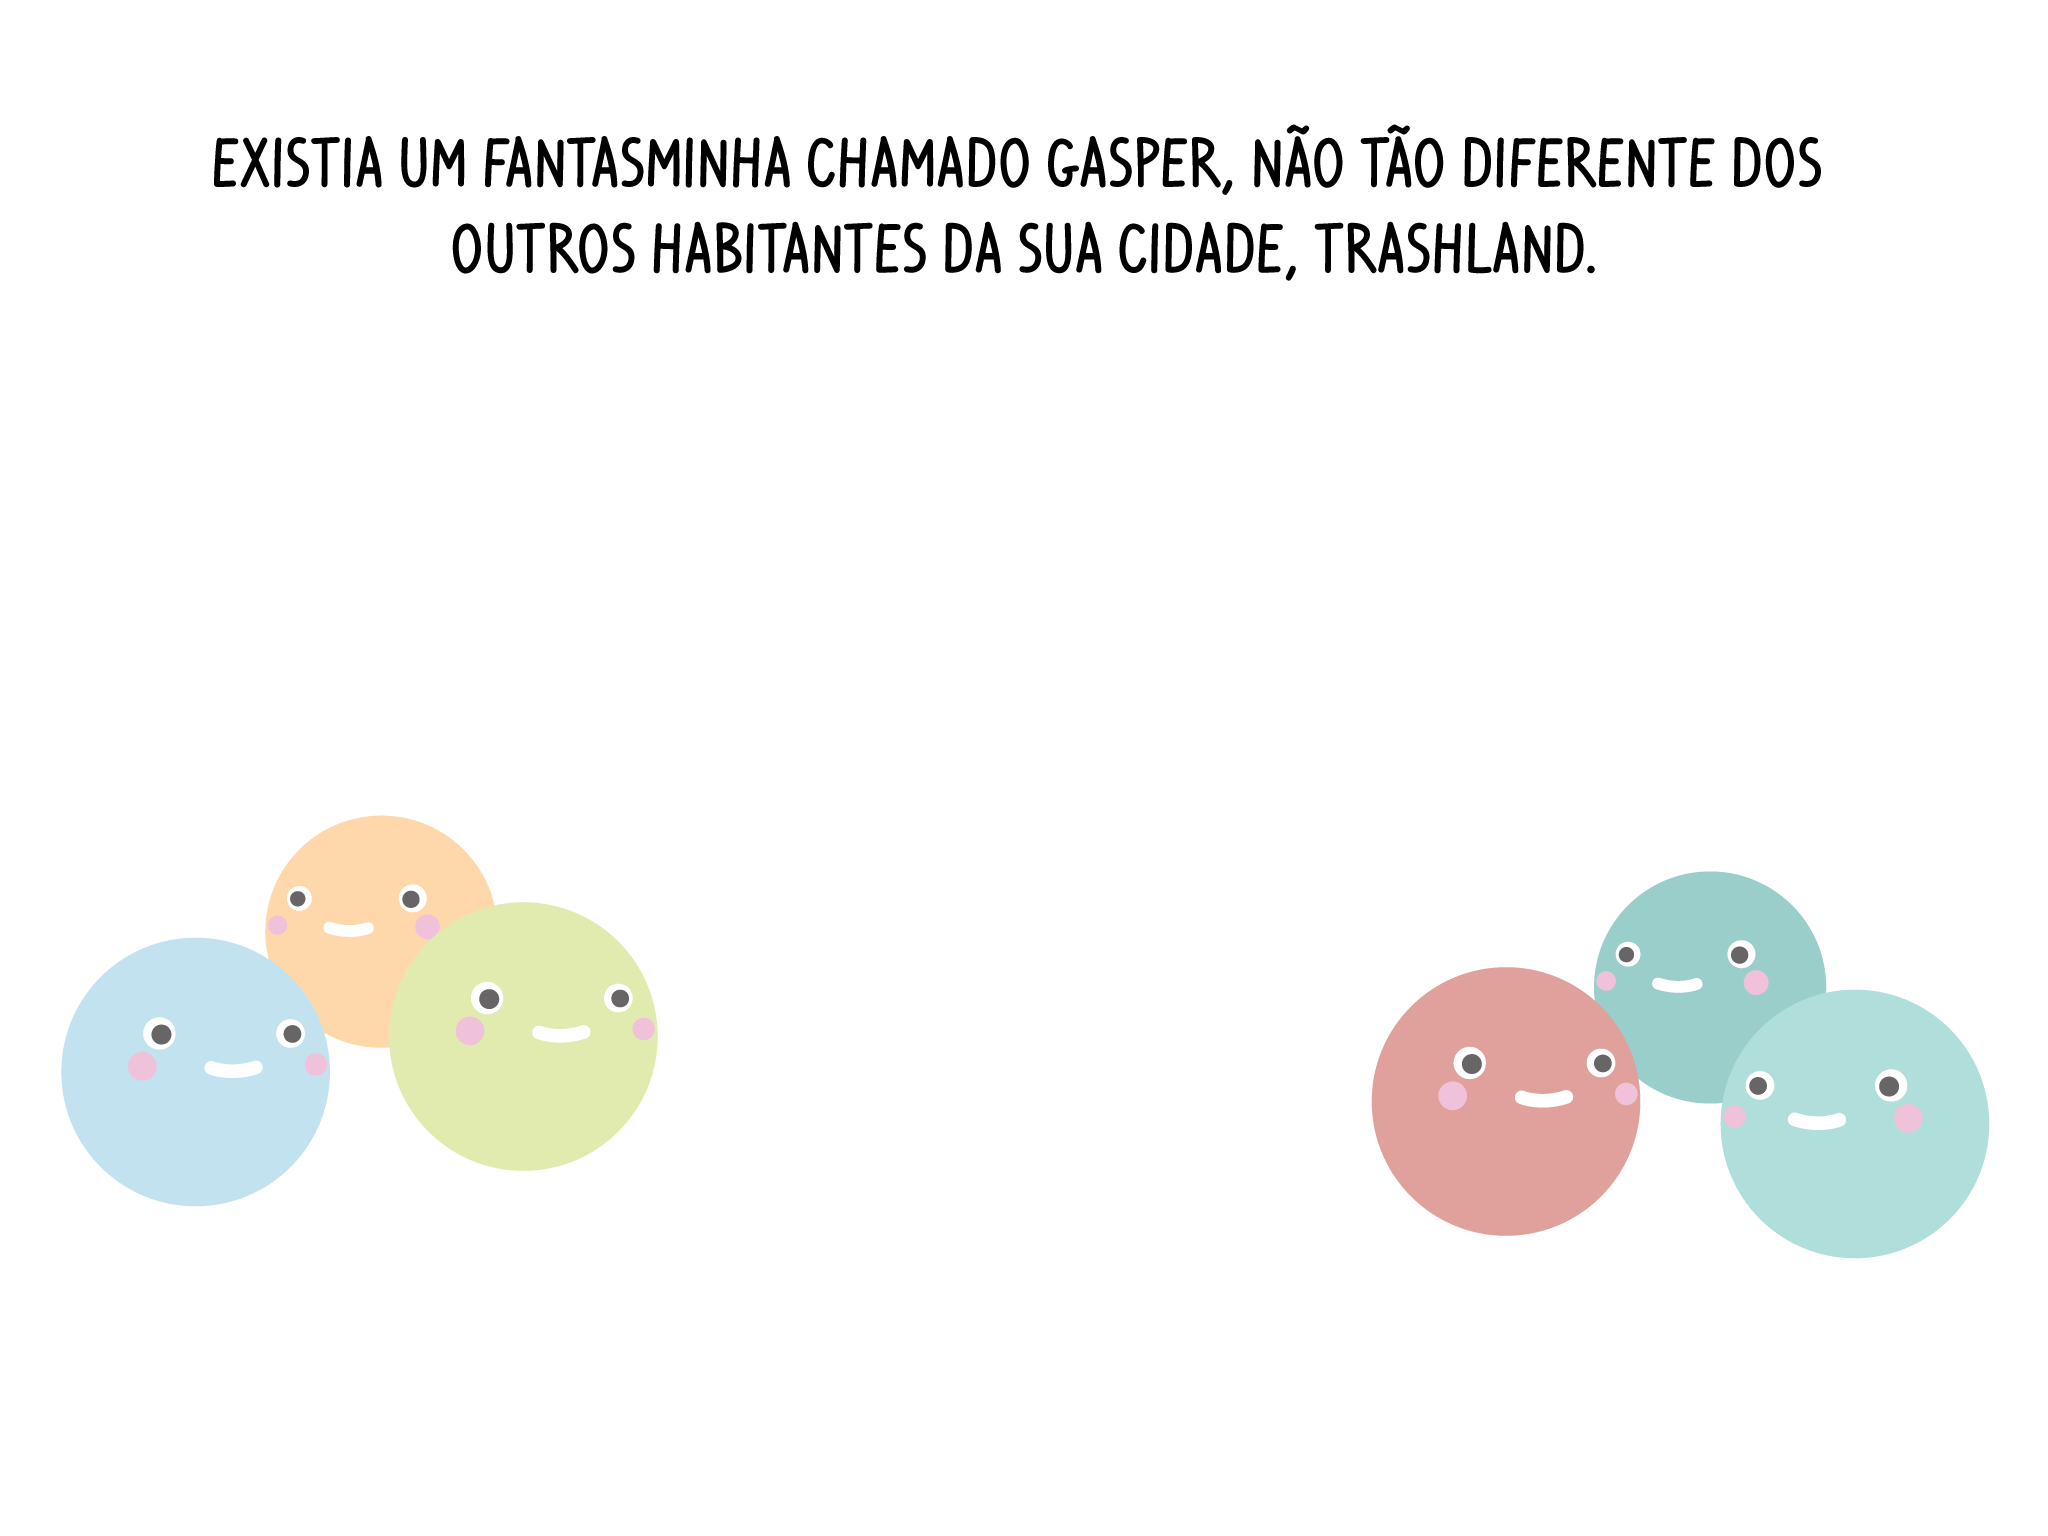 EXISTIA UM FANTASMINHA CHAMADO GASPER, NÃO TÃO DIFERENTE DOS
OUTROS HABITANTES DA SUA CIDADE, TRASHLAND.